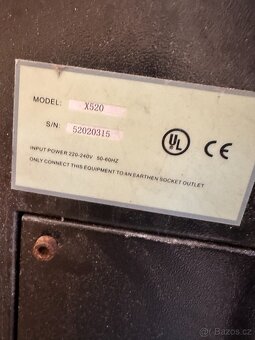 MODEL: X520
S/N: 52020315
UL CE
INPUT POWER 220-240V 50-60HZ
ONLY CONNECT THIS EQUIPMENT TO AN EARTHEN SOCKET OUTLET
Bazos.cz